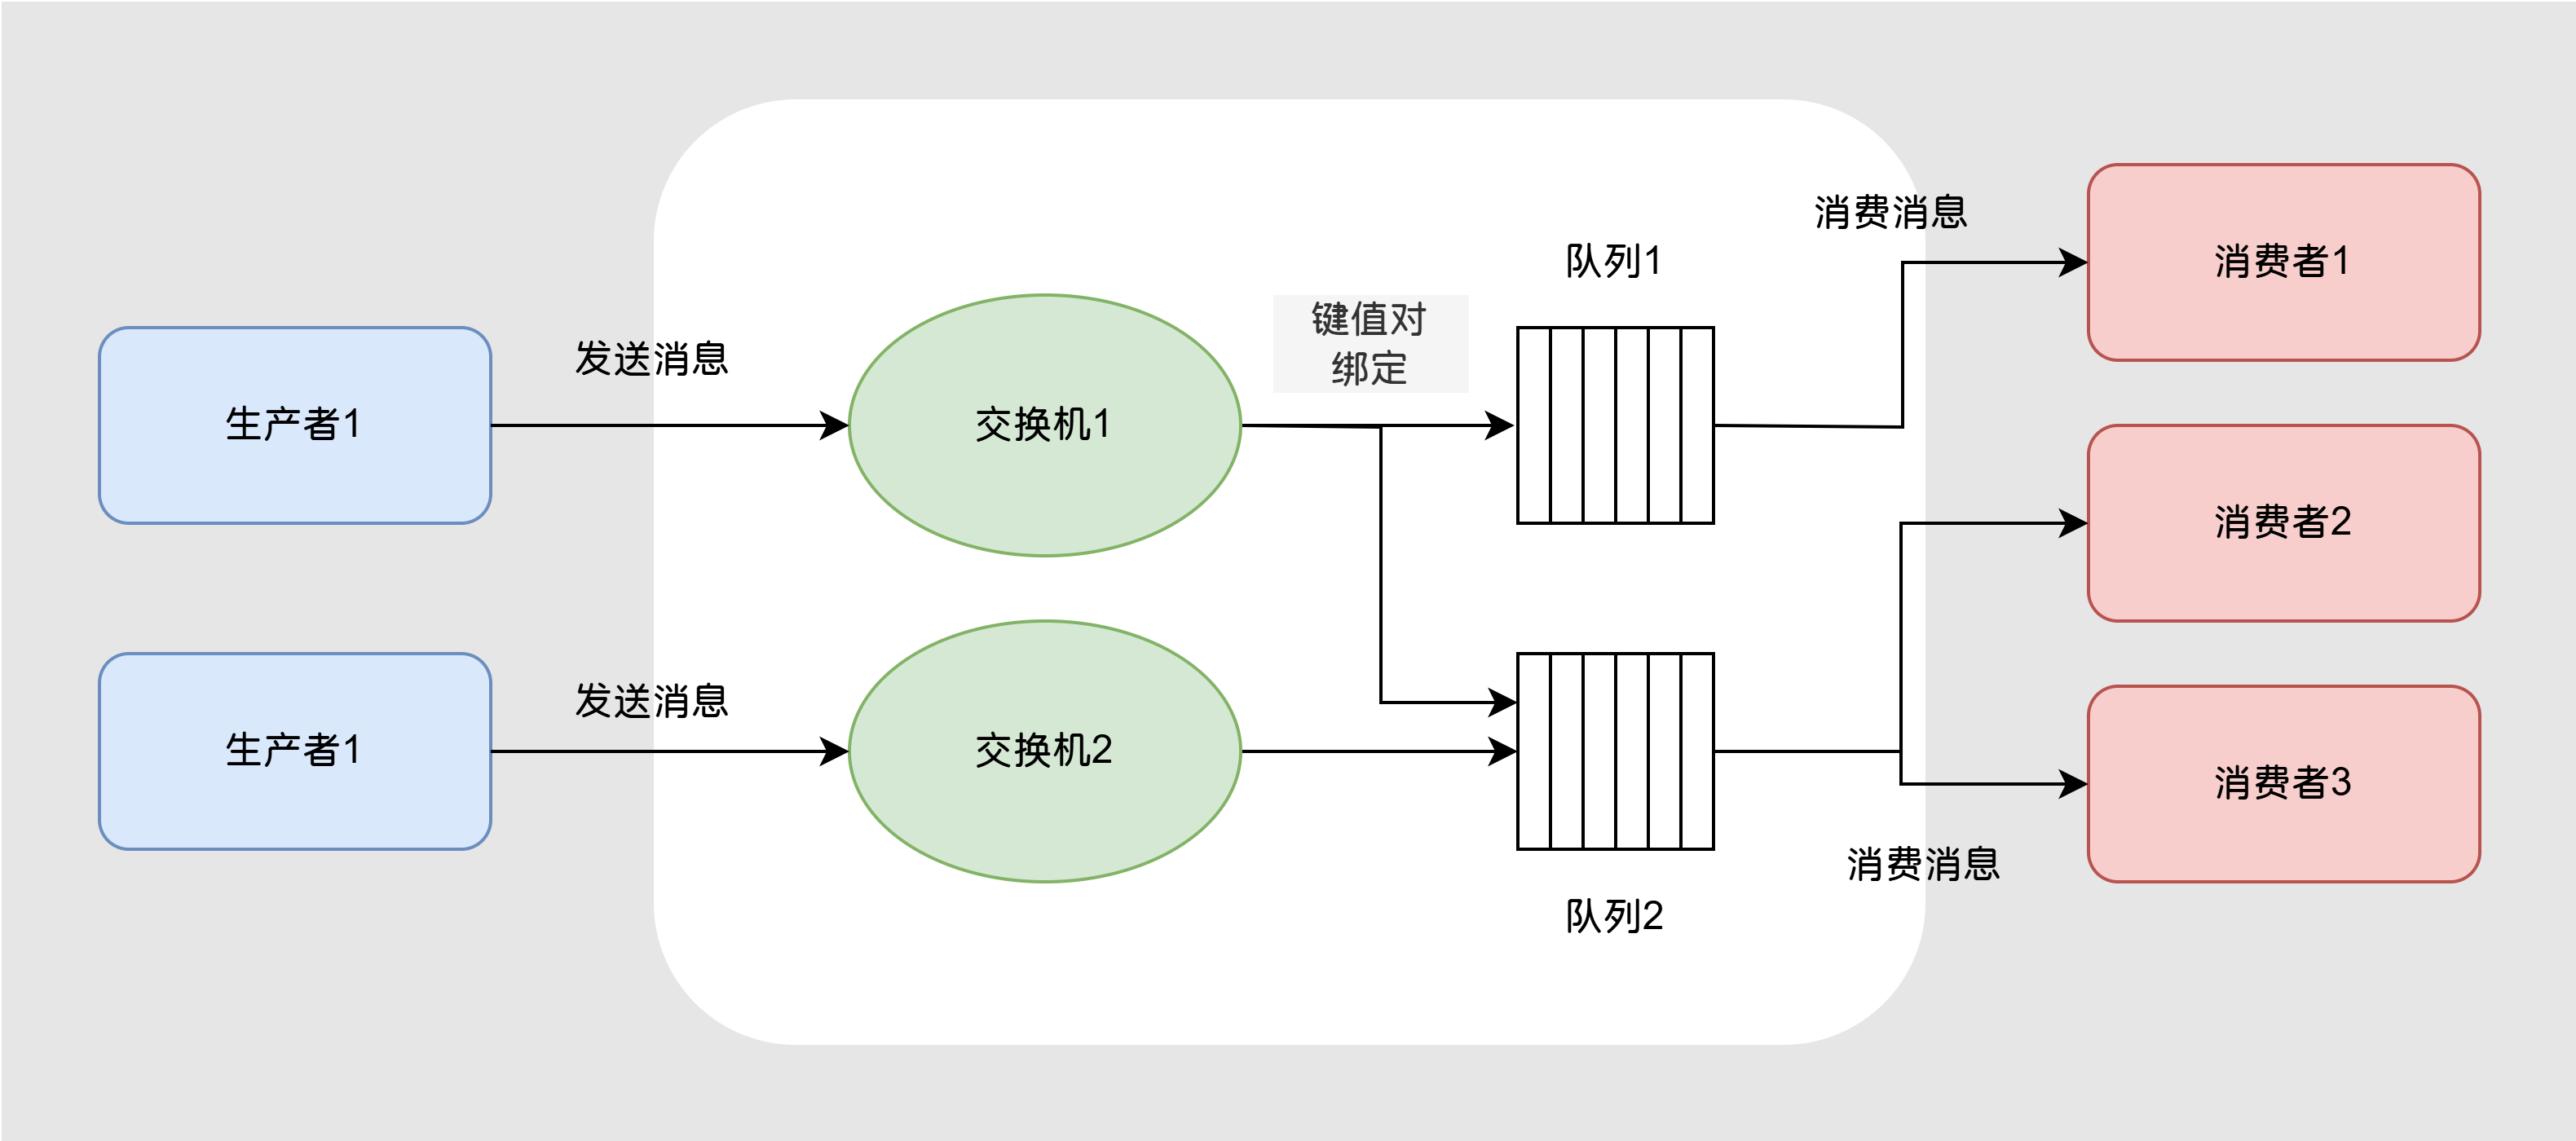 消费消息
队列1
消费者1
键值对
绑定
发送消息
生产者1
交换机1
消费者2
发送消息
生产者1
交换机2
消费者3
消费消息
队列2